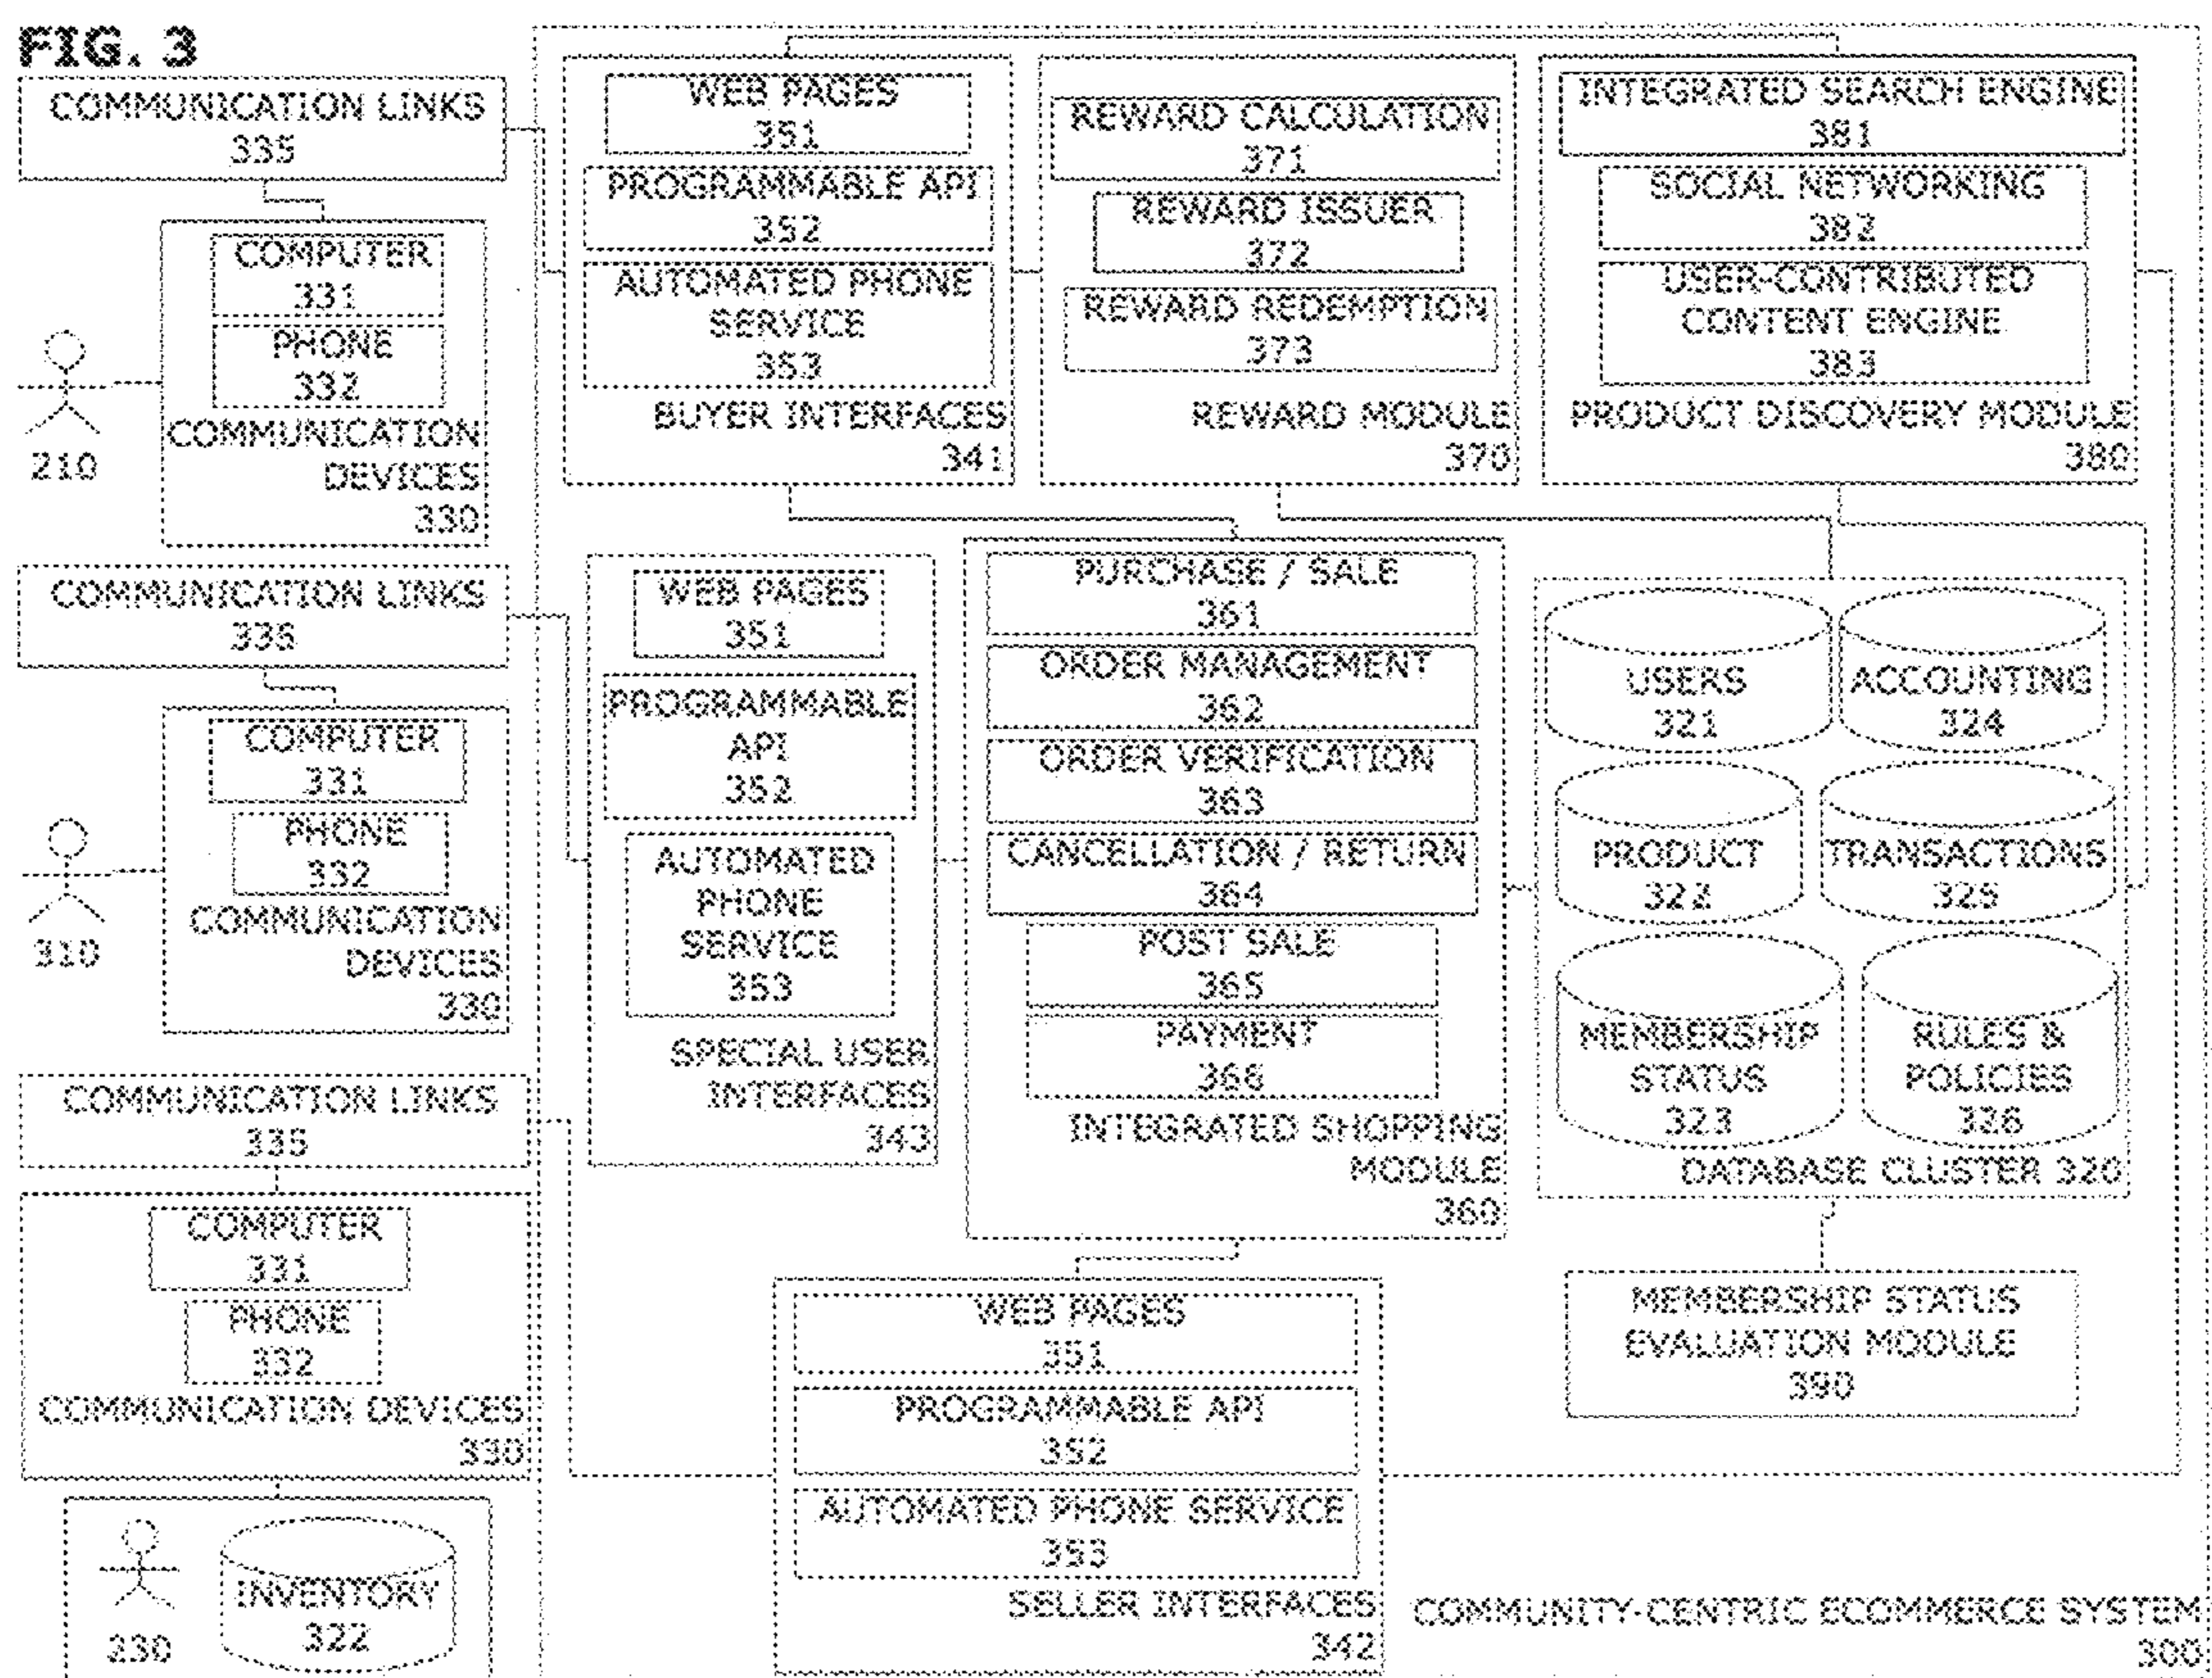 FIG. 3
COMMUNICATION LINKS
335
COMPUTER
331
PHONE
332
COMMUNICATION
DEVICES
330
210
COMMUNICATION LINKS
335
COMPUTER
331
PHONE
332
COMMUNICATION
DEVICES
330
310
COMMUNICATION LINKS
335
COMPUTER
331
PHONE
332
COMMUNICATION DEVICES
330
230
INVENTORY
322
WEB PAGES
351
PROGRAMMABLE API
352
AUTOMATED PHONE
SERVICE
353
BUYER INTERFACES
341
REWARD CALCULATION
371
REWARD ISSUER
372
REWARD REDEMPTION
373
REWARD MODULE
370
INTEGRATED SEARCH ENGINE
381
SOCIAL NETWORKING
382
USER-CONTRIBUTED
CONTENT ENGINE
383
PRODUCT DISCOVERY MODULE
380
WEB PAGES
351
PROGRAMMABLE
API
352
AUTOMATED
PHONE
SERVICE
353
SPECIAL USER
INTERFACES
343
PURCHASE / SALE
361
ORDER MANAGEMENT
362
ORDER VERIFICATION
363
CANCELLATION / RETURN
364
POST SALE
365
PAYMENT
366
INTEGRATED SHOPPING
MODULE
360
USERS
321
ACCOUNTING
324
PRODUCT
322
TRANSACTIONS
325
MEMBERSHIP
STATUS
323
RULES &
POLICIES
326
DATABASE CLUSTER 320
MEMBERSHIP STATUS
EVALUATION MODULE
390
WEB PAGES
351
PROGRAMMABLE API
352
AUTOMATED PHONE SERVICE
353
SELLER INTERFACES
342
COMMUNITY-CENTRIC ECOMMERCE SYSTEM
300